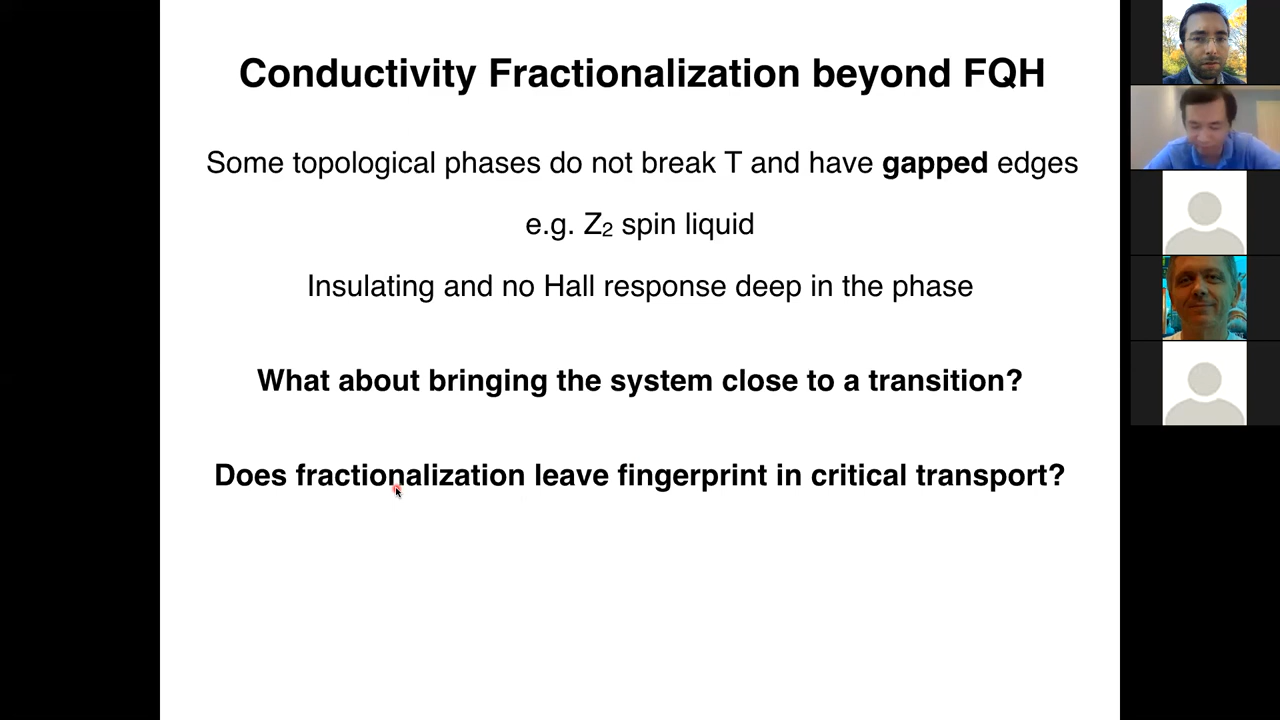 Conductivity Fractionalization beyond FQH
Some topological phases do not break T and have gapped edges
e.g. Z₂ spin liquid
Insulating and no Hall response deep in the phase
What about bringing the system close to a transition?
Does fractionalization leave fingerprint in critical transport?